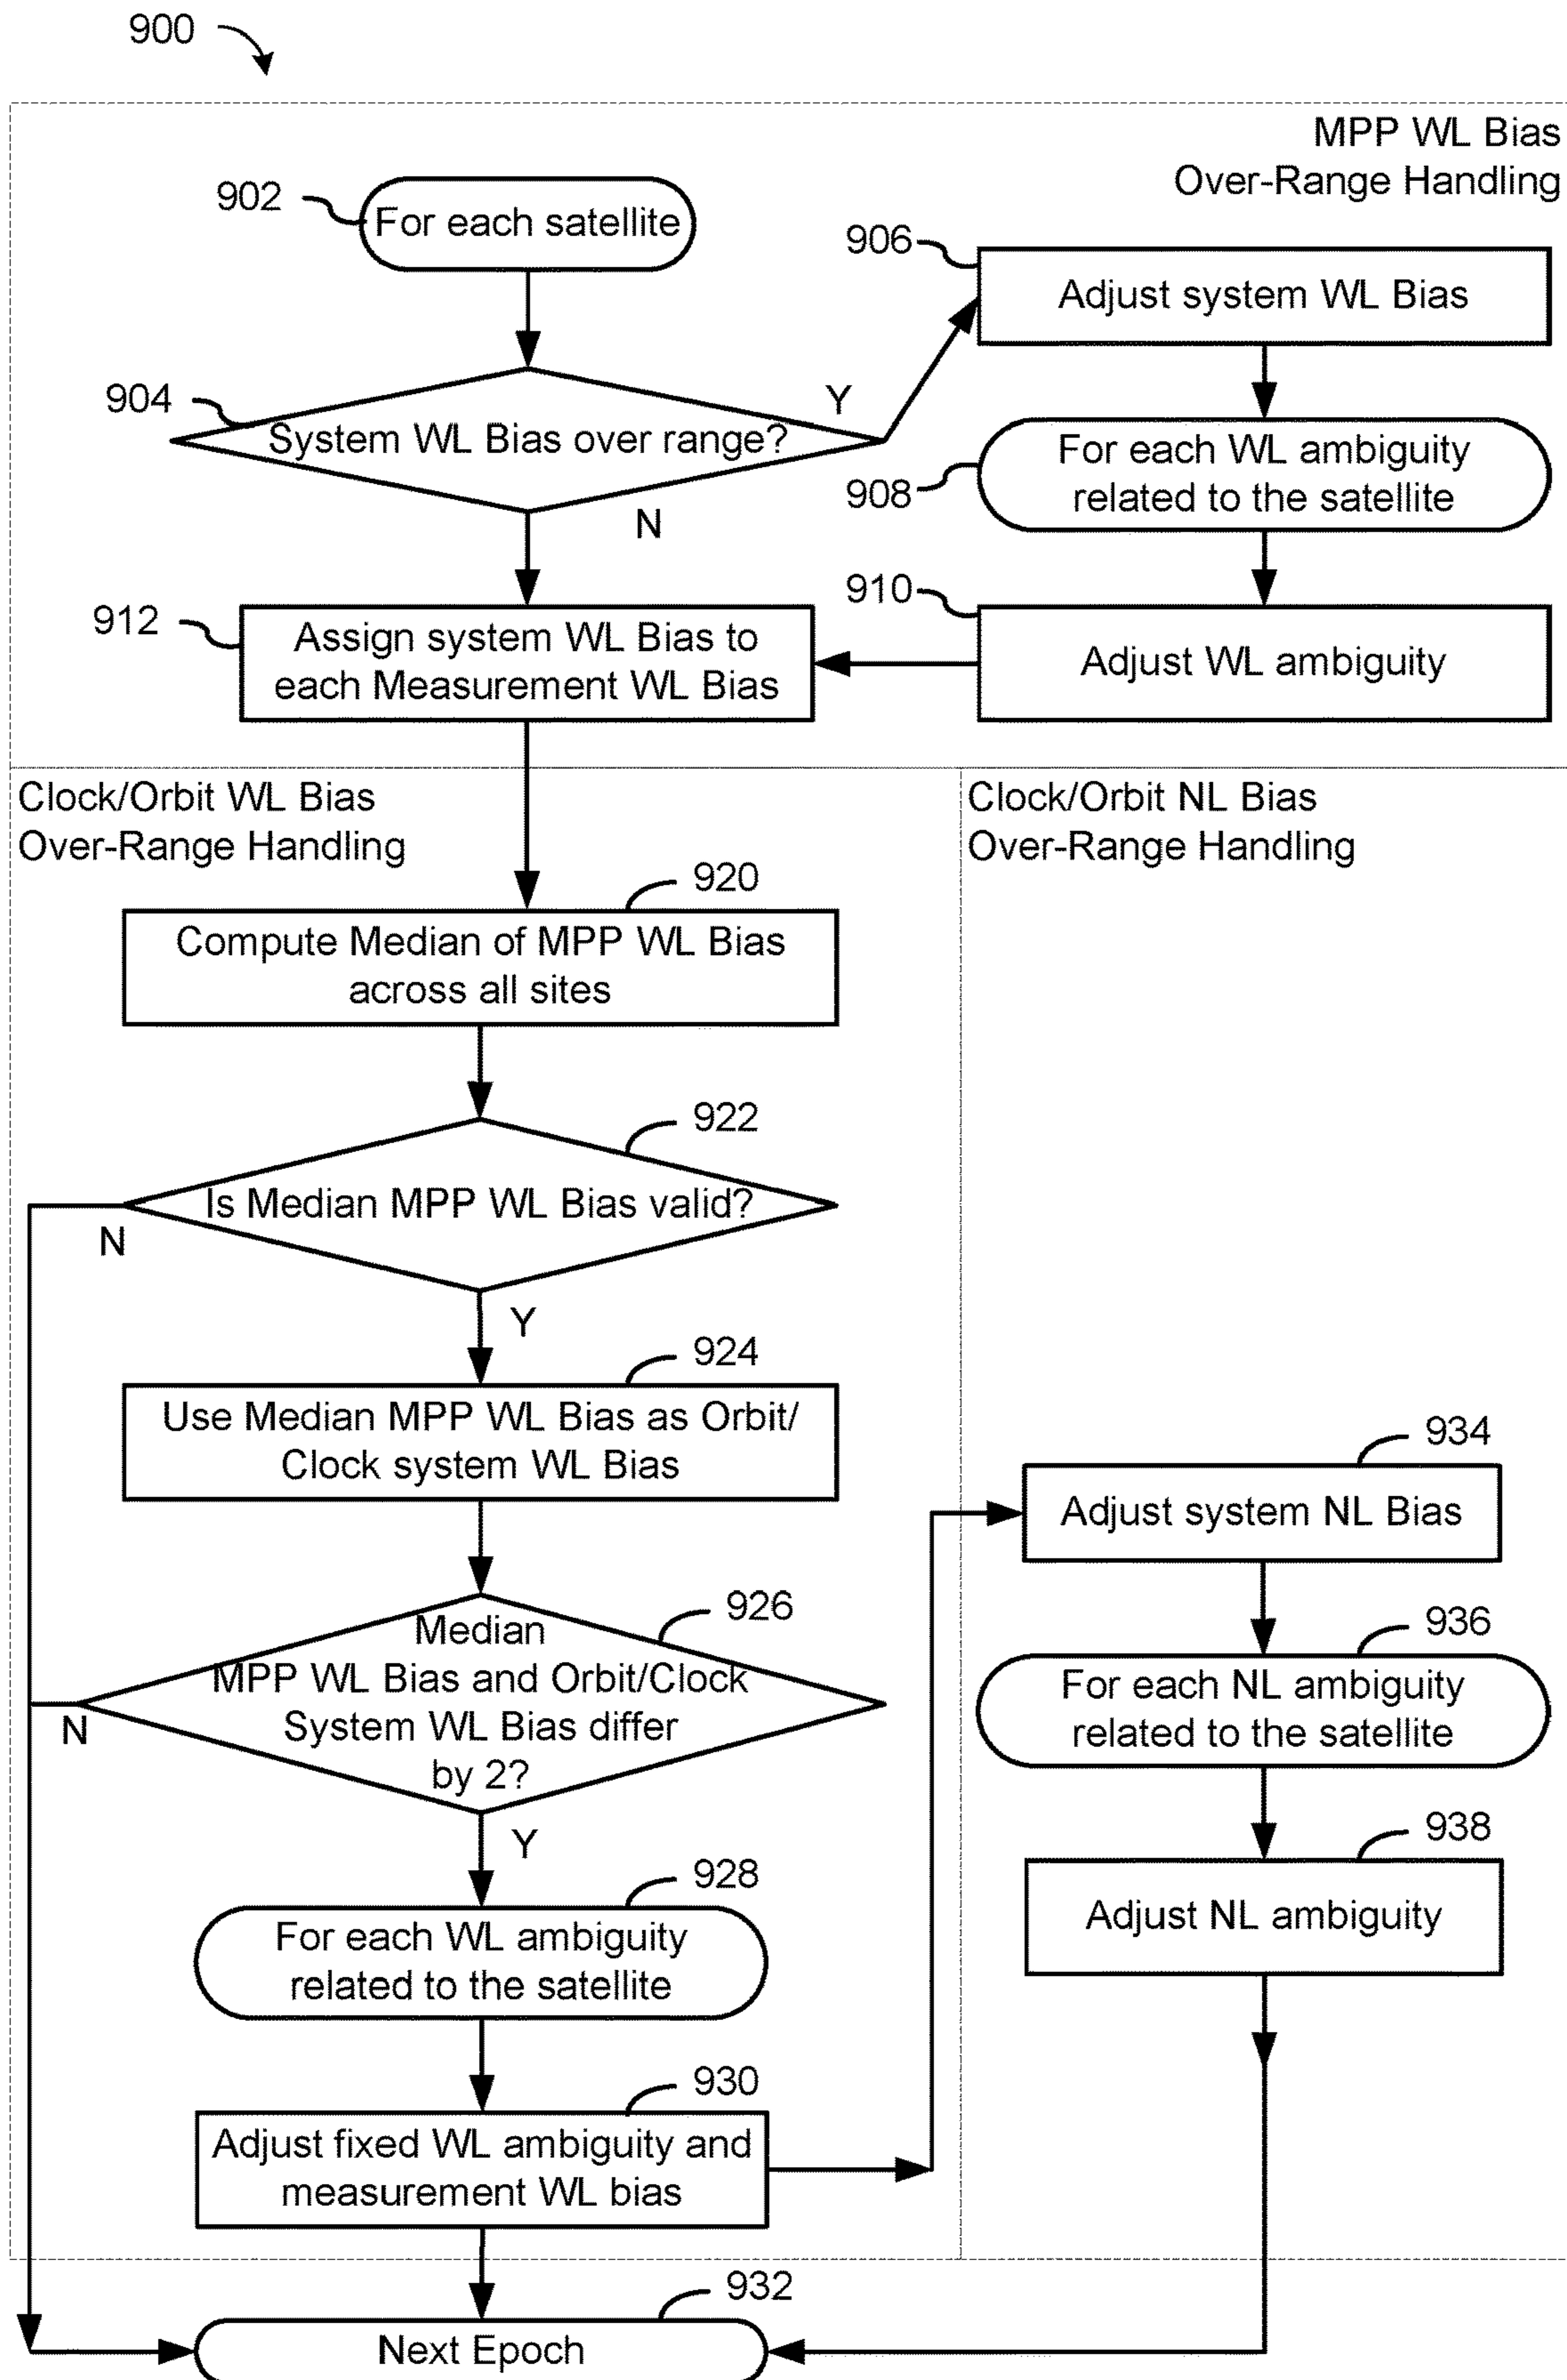 900
MPP WL Bias
Over-Range Handling
902
For each satellite
906
Adjust system WL Bias
904
System WL Bias over range?
Y
N
908
For each WL ambiguity
related to the satellite
910
Adjust WL ambiguity
912
Assign system WL Bias to
each Measurement WL Bias
Clock/Orbit WL Bias
Over-Range Handling
Clock/Orbit NL Bias
Over-Range Handling
920
Compute Median of MPP WL Bias
across all sites
922
Is Median MPP WL Bias valid?
N
Y
924
Use Median MPP WL Bias as Orbit/
Clock system WL Bias
926
Median
MPP WL Bias and Orbit/Clock
System WL Bias differ
by 2?
N
Y
928
For each WL ambiguity
related to the satellite
930
Adjust fixed WL ambiguity and
measurement WL bias
934
Adjust system NL Bias
936
For each NL ambiguity
related to the satellite
938
Adjust NL ambiguity
932
Next Epoch